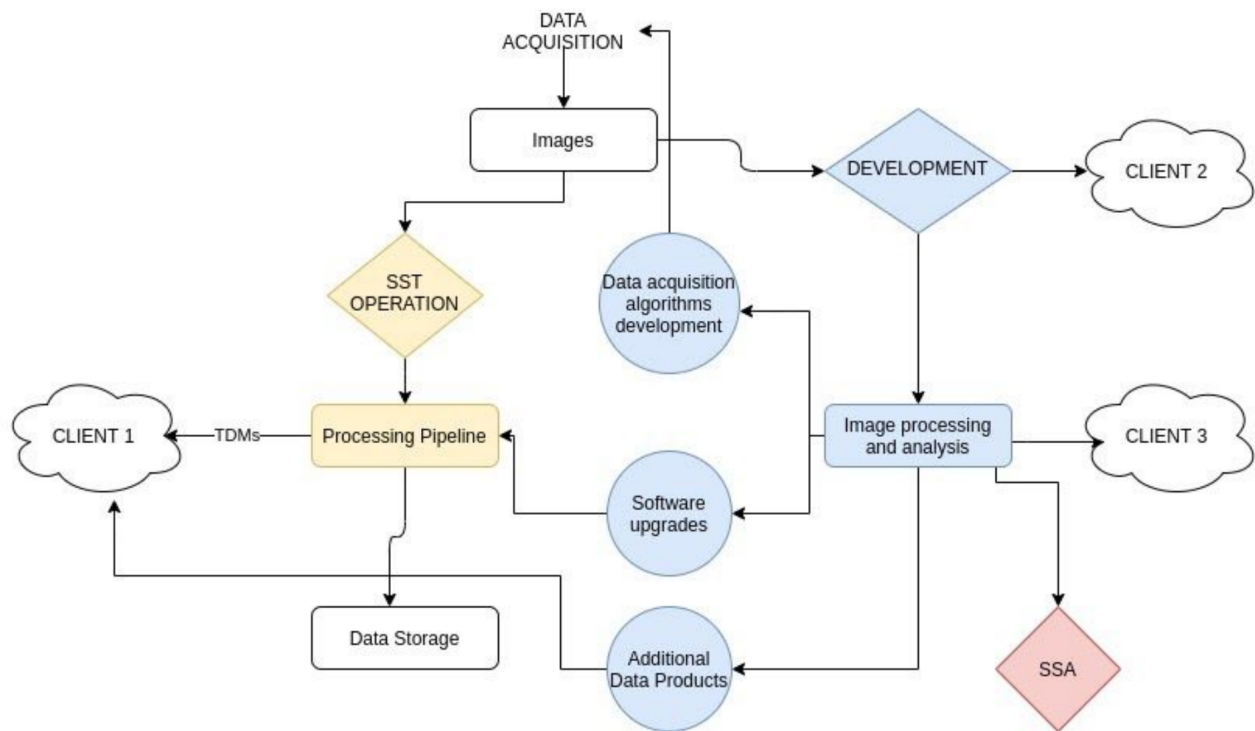 DATA
ACQUISITION
Images
DEVELOPMENT
CLIENT 2
SST
OPERATION
Data acquisition
algorithms
development
CLIENT 1
TDMs
Processing Pipeline
Image processing
and analysis
CLIENT 3
Software
upgrades
Data Storage
Additional
Data Products
SSA